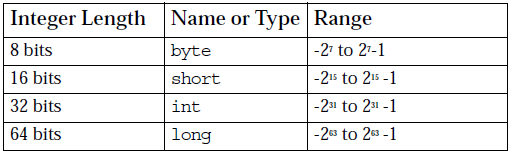 Integer Length Name or Type Range
8 bits byte -2⁷ to 2⁷-1
16 bits short -2¹⁵ to 2¹⁵ -1
32 bits int -2³¹ to 2³¹ -1
64 bits long -2⁶³ to 2⁶³ -1